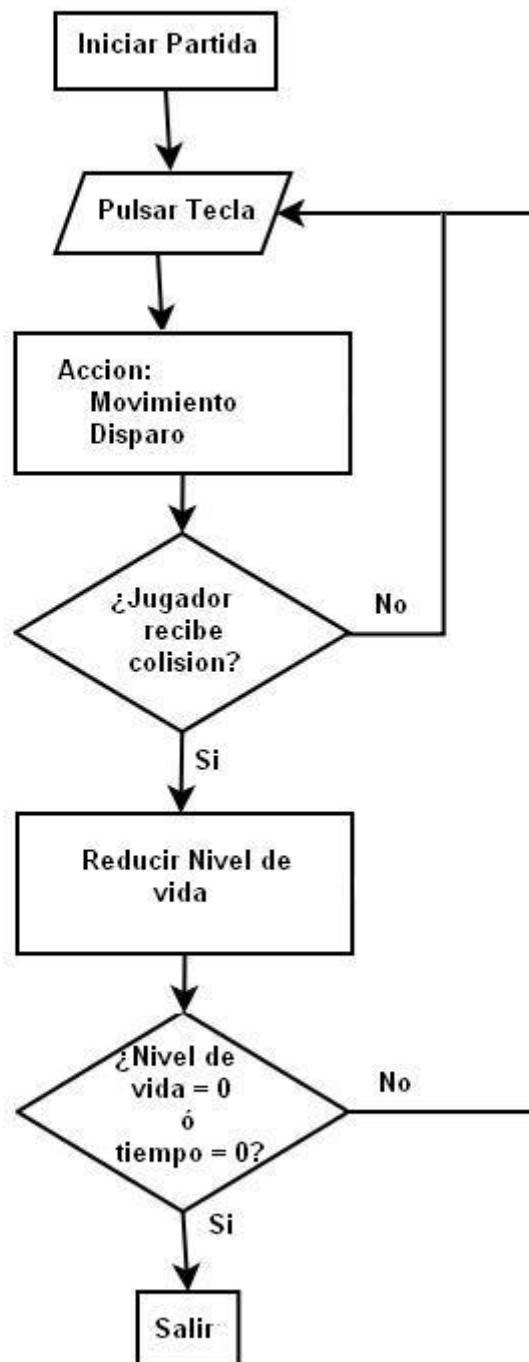 Iniciar Partida
Pulsar Tecla
Accion:
Movimiento
Disparo
¿Jugador
recibe
colision?
No
Si
Reducir Nivel de
vida
¿Nivel de
vida = 0
ó
tiempo = 0?
No
Si
Salir